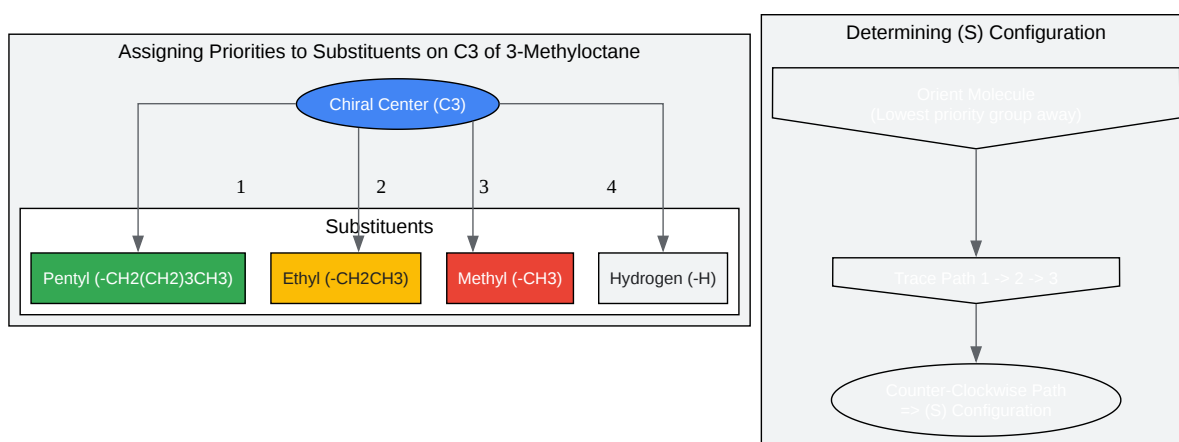 Assigning Priorities to Substituents on C3 of 3-Methyloctane
Chiral Center (C3)
1
2
3
4
Substituents
Pentyl (-CH2(CH2)3CH3)
Ethyl (-CH2CH3)
Methyl (-CH3)
Hydrogen (-H)
Determining (S) Configuration
Orient Molecule
(Lowest priority group away)
Trace Path 1 -> 2 -> 3
Counter-Clockwise Path
=> (S) Configuration